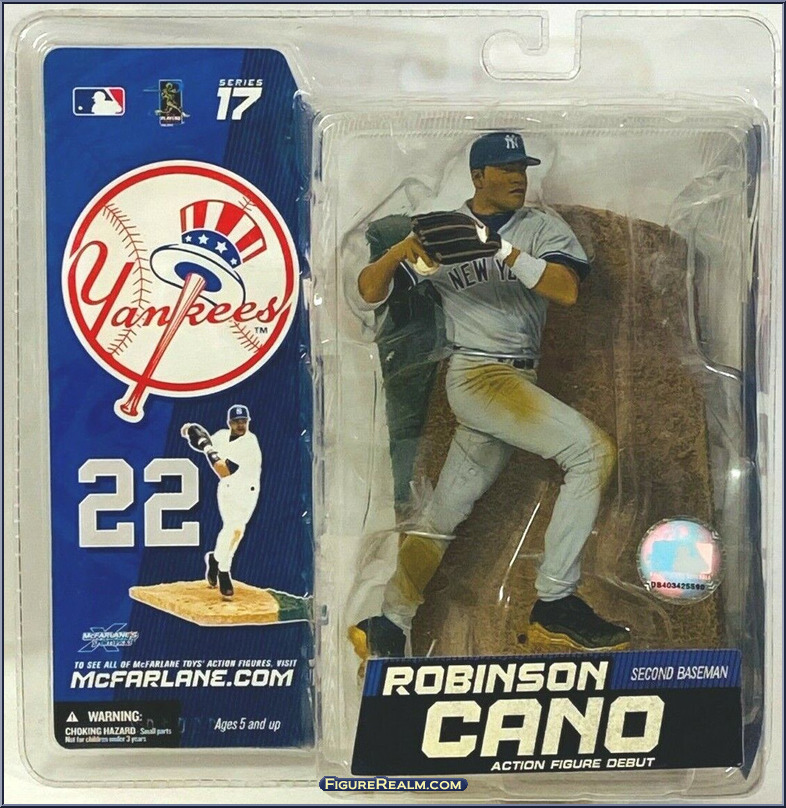 SERIES
17
Yankees
TM
22
McFARLANE'S
TO SEE ALL OF McFARLANE TOYS' ACTION FIGURES, VISIT
McFARLANE.COM
WARNING:
CHOKING HAZARD - Small parts
Not for children under 3 years
Ages 5 and up
NY
NEW Y
ROBINSON
SECOND BASEMAN
CANO
ACTION FIGURE DEBUT
FIGUREREALM.COM